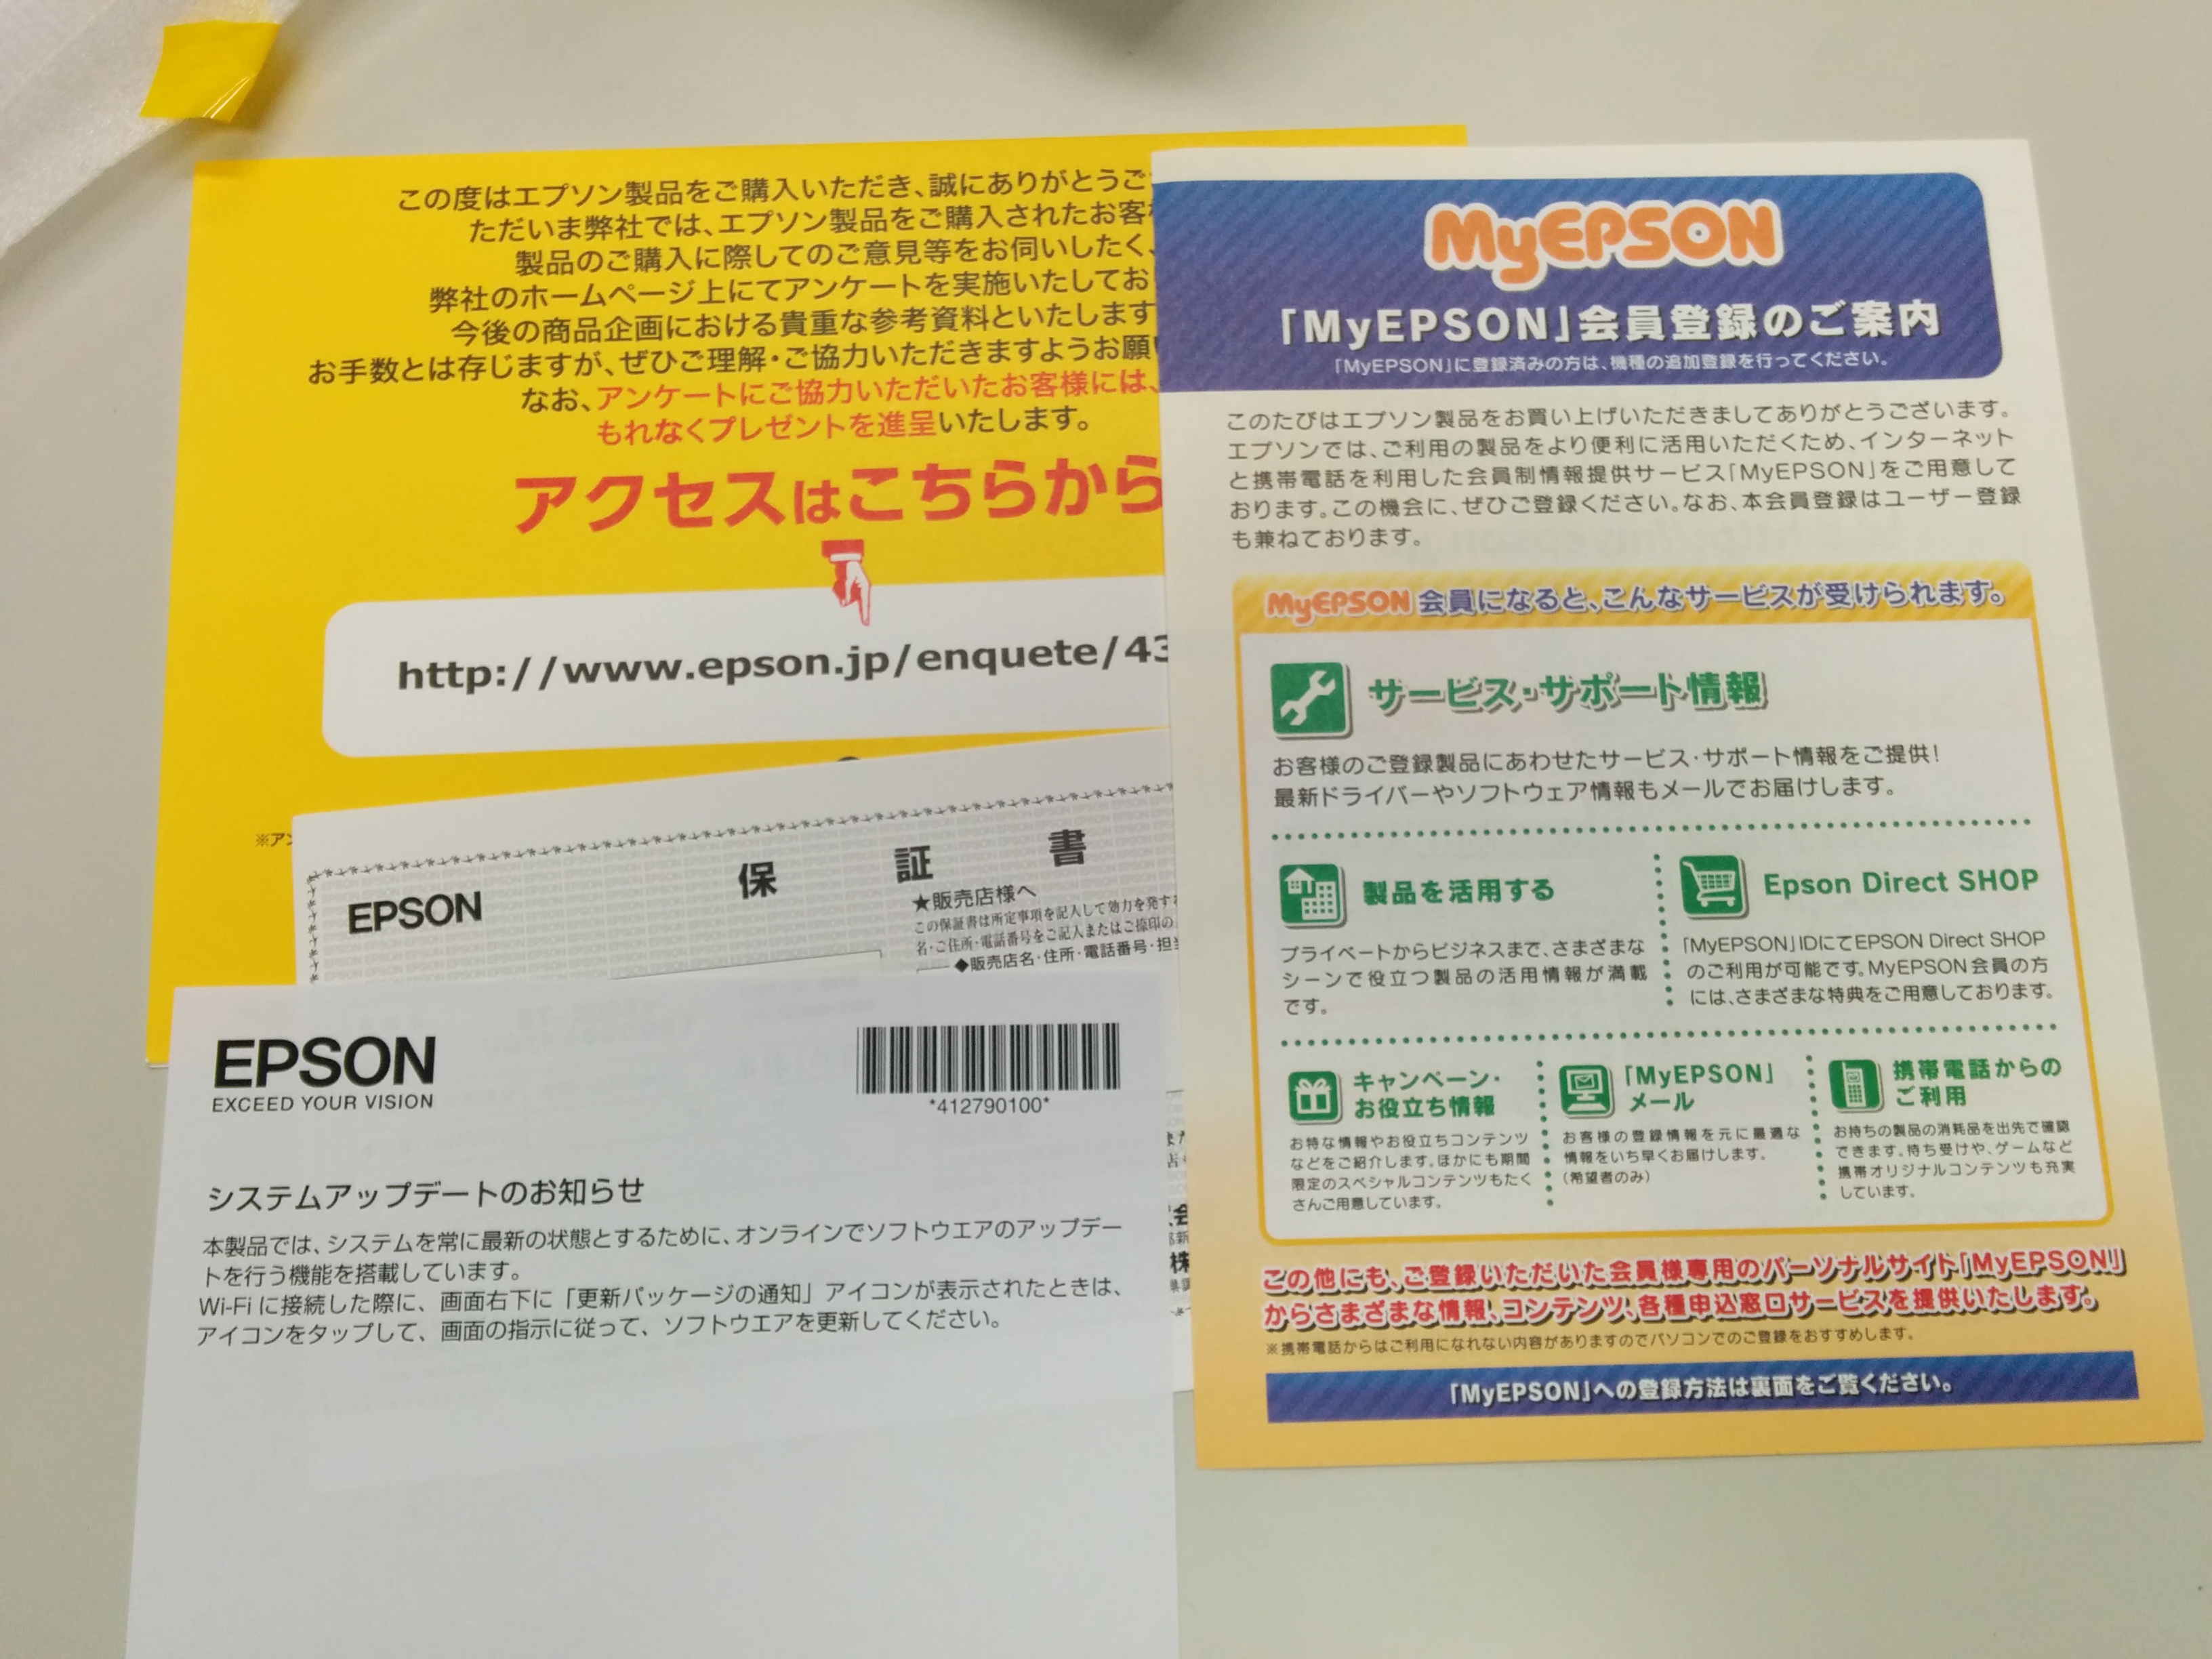 この度はエプソン製品をご購入いただき、誠にありがとうご
ただいま弊社では、エプソン製品をご購入されたお客
製品のご購入に際してのご意見等をお伺いしたく、
弊社のホームページ上にてアンケートを実施いたしてお
今後の商品企画における貴重な参考資料といたします
お手数とは存じますが、ぜひご理解・ご協力いただきますようお願
なお、アンケートにご協力いただいたお客様には、
もれなくプレゼントを進呈いたします。
アクセスはこちらから
http://www.epson.jp/enquete/43
※アン
EPSON
保証書
★販売店様へ
この保証書は所定事項を記入して効力を発す
名・ご住所・電話番号をご記入またはご捺印の
◆販売店名・住所・電話番号・担
EPSON
EXCEED YOUR VISION
*412790100*
システムアップデートのお知らせ
本製品では、システムを常に最新の状態とするために、オンラインでソフトウエアのアップデー
トを行う機能を搭載しています。
Wi-Fi に接続した際に、画面右下に「更新パッケージの通知」アイコンが表示されたときは、
アイコンをタップして、画面の指示に従って、ソフトウエアを更新してください。
MyEPSON
「MyEPSON」会員登録のご案内
「MyEPSON」に登録済みの方は、機種の追加登録を行ってください。
このたびはエプソン製品をお買い上げいただきましてありがとうございます。
エプソンでは、ご利用の製品をより便利に活用いただくため、インターネット
と携帯電話を利用した会員制情報提供サービス「MyEPSON」をご用意して
おります。この機会に、ぜひご登録ください。なお、本会員登録はユーザー登録
も兼ねております。
MyEPSON 会員になると、こんなサービスが受けられます。
サービス・サポート情報
お客様のご登録製品にあわせたサービス・サポート情報をご提供！
最新ドライバーやソフトウェア情報もメールでお届けします。
製品を活用する
プライベートからビジネスまで、さまざまな
シーンで役立つ製品の活用情報が満載
です。
Epson Direct SHOP
「MyEPSON」IDにてEPSON Direct SHOP
のご利用が可能です。MyEPSON会員の方
には、さまざまな特典をご用意しております。
キャンペーン・
お役立ち情報
お得な情報やお役立ちコンテンツ
などをご紹介します。ほかにも期間
限定のスペシャルコンテンツもたく
さんご用意しています。
「MyEPSON」
メール
お客様の登録情報を元に最適な
情報をいち早くお届けします。
（希望者のみ）
携帯電話からの
ご利用
お持ちの製品の消耗品を出先で確認
できます。待ち受けや、ゲームなど
携帯オリジナルコンテンツも充実
しています。
この他にも、ご登録いただいた会員様専用のパーソナルサイト「MyEPSON」
からさまざまな情報、コンテンツ、各種申込窓口サービスを提供いたします。
※携帯電話からはご利用になれない内容がありますのでパソコンでのご登録をおすすめします。
「MyEPSON」への登録方法は裏面をご覧ください。